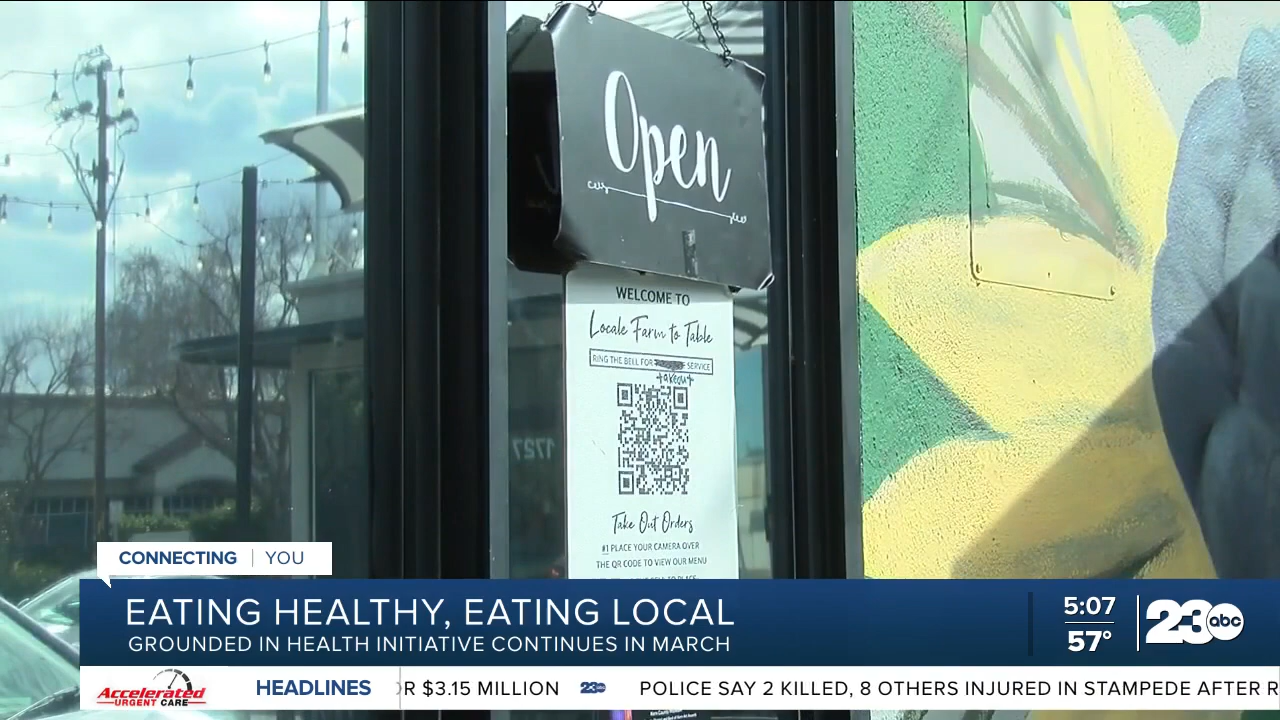 Open
WELCOME TO
Locale Farm to Table
RING THE BELL FOR SERVICE
takeout
1727
Take Out Orders
#1 PLACE YOUR CAMERA OVER
THE QR CODE TO VIEW OUR MENU
CONNECTING | YOU
EATING HEALTHY, EATING LOCAL
GROUNDED IN HEALTH INITIATIVE CONTINUES IN MARCH
5:07
57°
23 abc
Accelerated
URGENT CARE
HEADLINES
R $3.15 MILLION 23 POLICE SAY 2 KILLED, 8 OTHERS INJURED IN STAMPEDE AFTER R